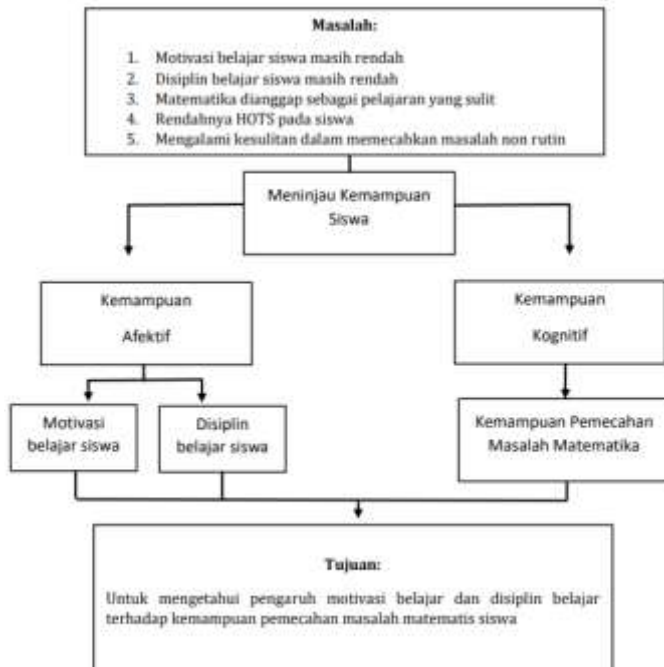 Masalah:
1. Motivasi belajar siswa masih rendah
2. Disiplin belajar siswa masih rendah
3. Matematika dianggap sebagai pelajaran yang sulit
4. Rendahnya HOTS pada siswa
5. Mengalami kesulitan dalam memecahkan masalah non rutin
Meninjau Kemampuan
Siswa
Kemampuan
Afektif
Kemampuan
Kognitif
Motivasi
belajar siswa
Disiplin
belajar siswa
Kemampuan Pemecahan
Masalah Matematika
Tujuan:
Untuk mengetahui pengaruh motivasi belajar dan disiplin belajar
terhadap kemampuan pemecahan masalah matematis siswa